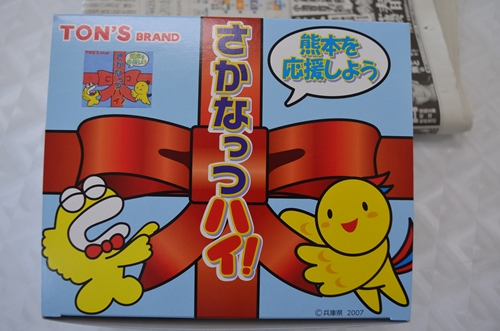 TON'S BRAND
熊本を
応援しよう
さかなっつハイ!
©兵庫県 2007